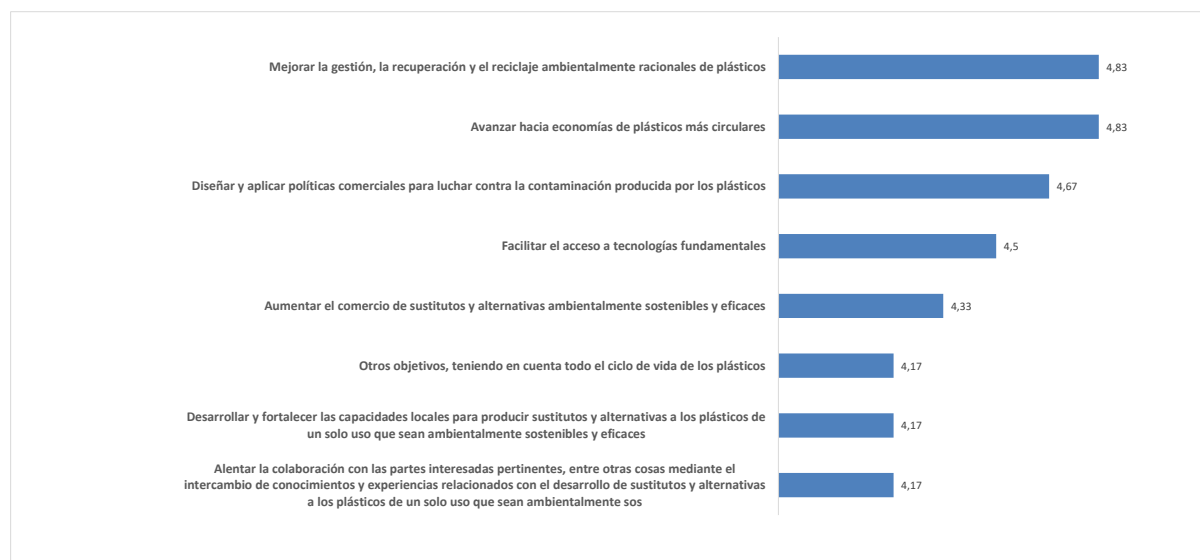 Mejorar la gestión, la recuperación y el reciclaje ambientalmente racionales de plásticos
4,83
Avanzar hacia economías de plásticos más circulares
4,83
Diseñar y aplicar políticas comerciales para luchar contra la contaminación producida por los plásticos
4,67
Facilitar el acceso a tecnologías fundamentales
4,5
Aumentar el comercio de sustitutos y alternativas ambientalmente sostenibles y eficaces
4,33
Otros objetivos, teniendo en cuenta todo el ciclo de vida de los plásticos
4,17
Desarrollar y fortalecer las capacidades locales para producir sustitutos y alternativas a los plásticos de
un solo uso que sean ambientalmente sostenibles y eficaces
4,17
Alentar la colaboración con las partes interesadas pertinentes, entre otras cosas mediante el
intercambio de conocimientos y experiencias relacionados con el desarrollo de sustitutos y alternativas
a los plásticos de un solo uso que sean ambientalmente sos
4,17